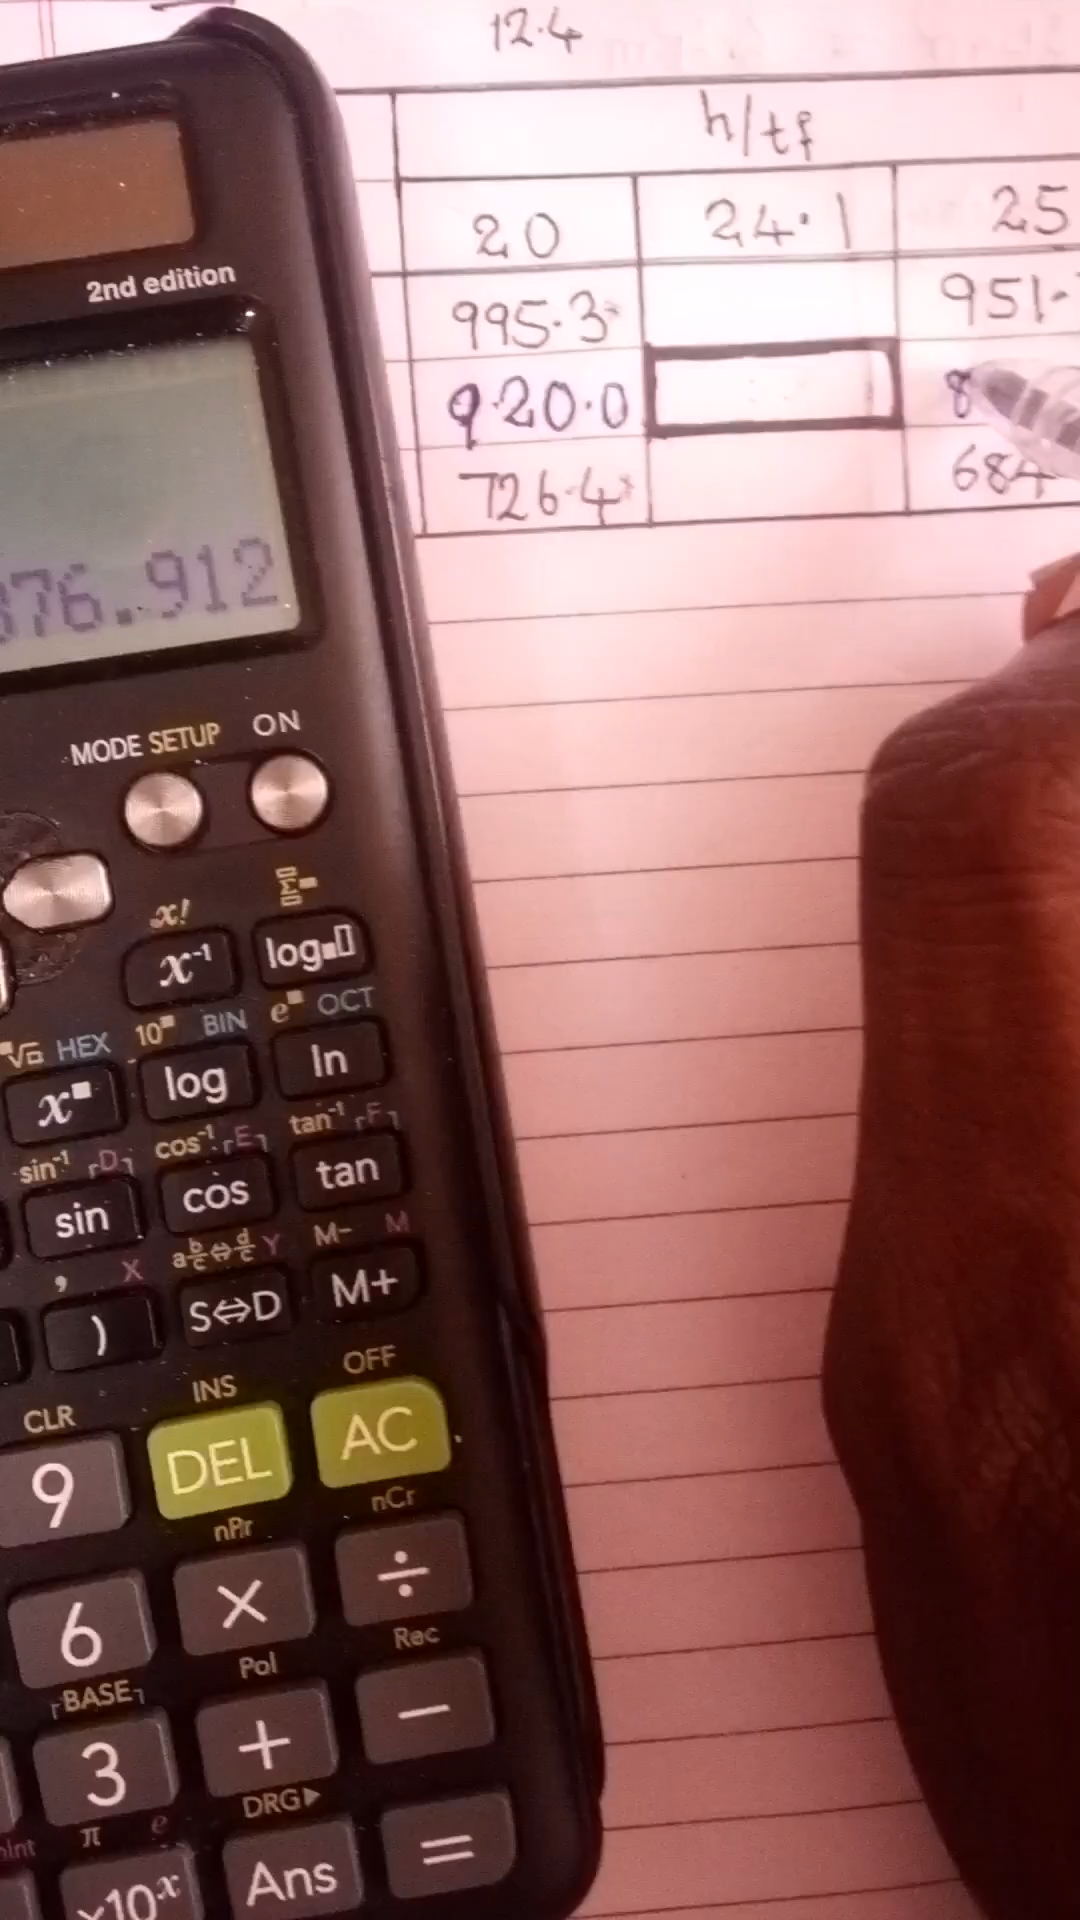 12.4
h/tf
20 24.1 25
995.3 951.
920.0 8
726.4 684
2nd edition
376.912
MODE SETUP ON
x!
x⁻¹ log
HEX 10 BIN e OCT
x log ln
sin⁻¹ D cos⁻¹ E tan⁻¹ F
sin cos tan
, X a b/c⇔d/c Y M- M
) S⇔D M+
CLR INS OFF
9 DEL AC
nPr nCr
6 × ÷
BASE Pol Rec
3 + −
π e DRG▶
×10ˣ Ans =